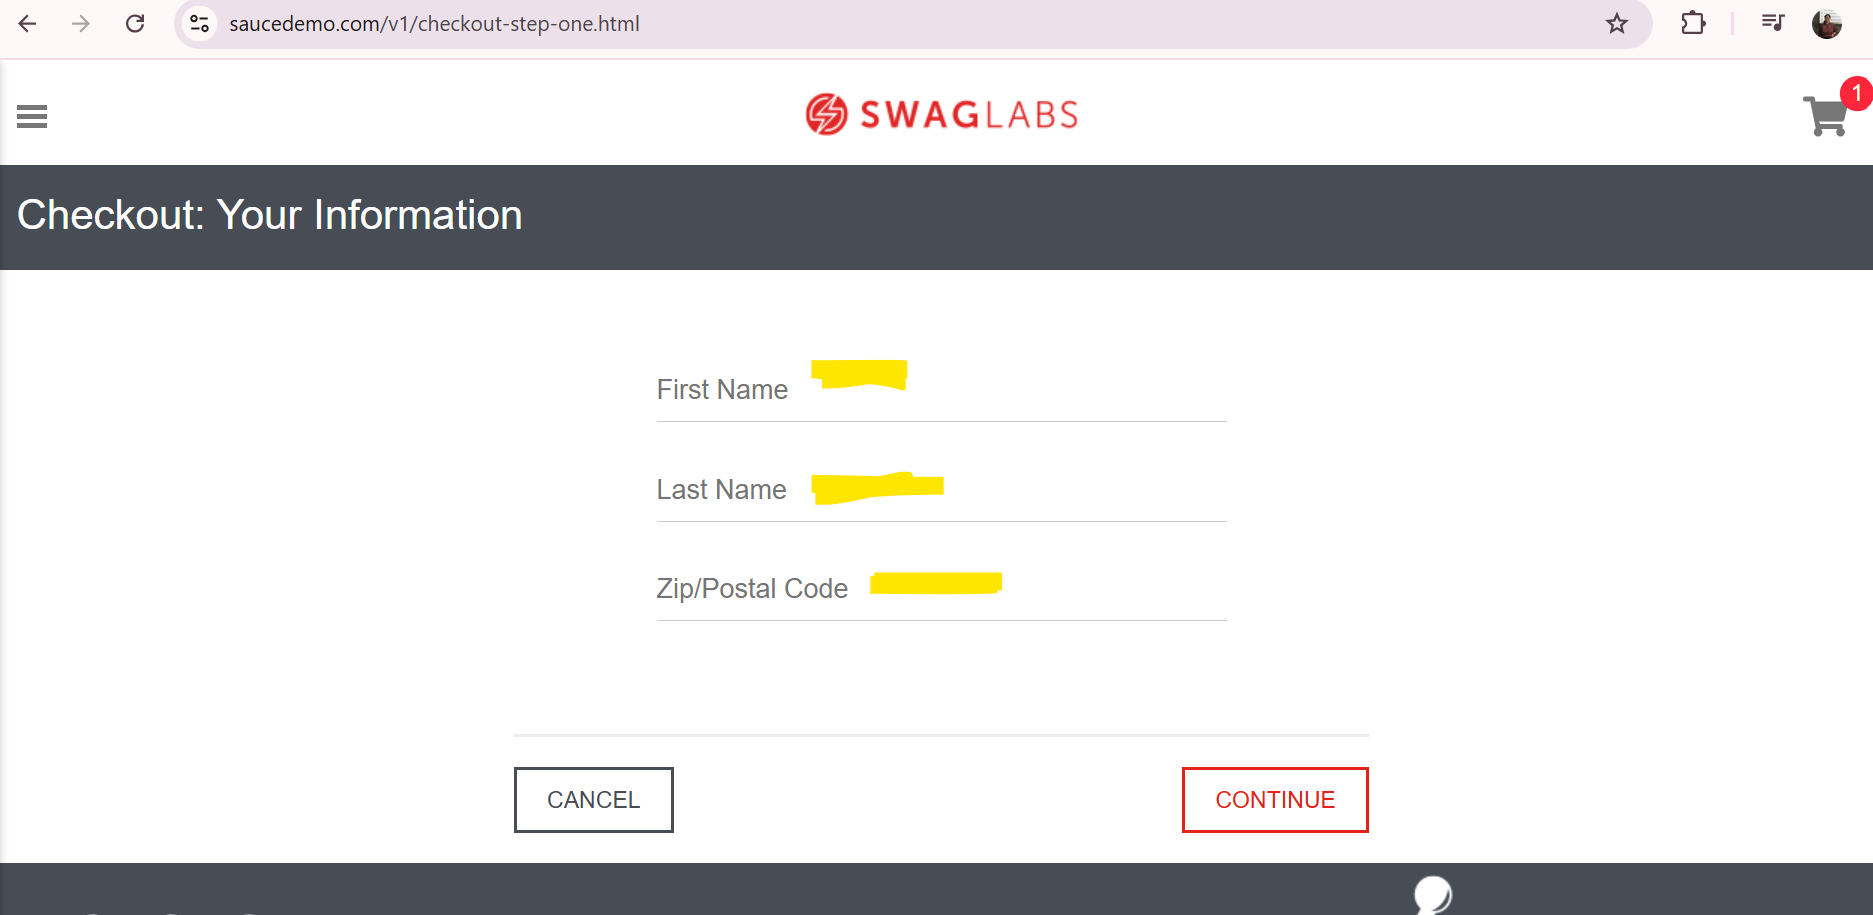 saucedemo.com/v1/checkout-step-one.html
SWAGLABS
1
Checkout: Your Information
First Name
Last Name
Zip/Postal Code
CANCEL
CONTINUE